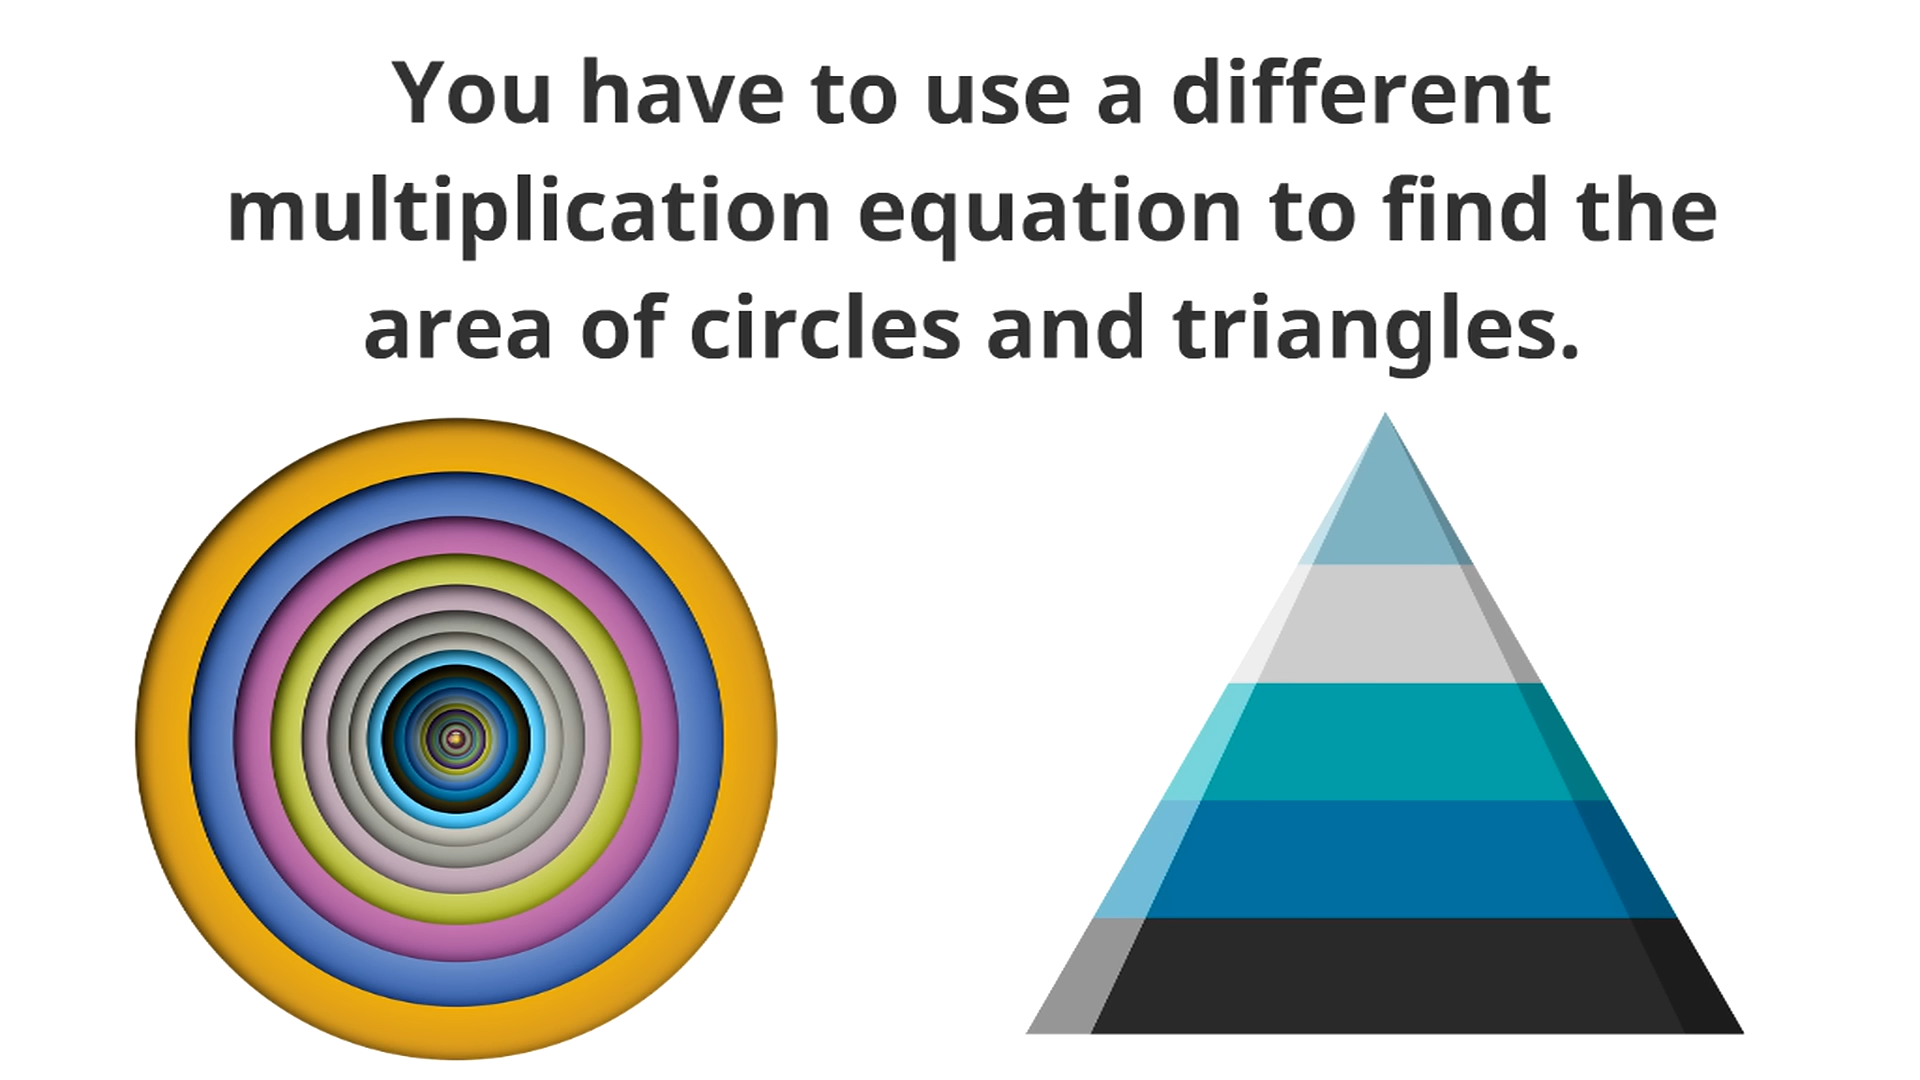 You have to use a different
multiplication equation to find the
area of circles and triangles.